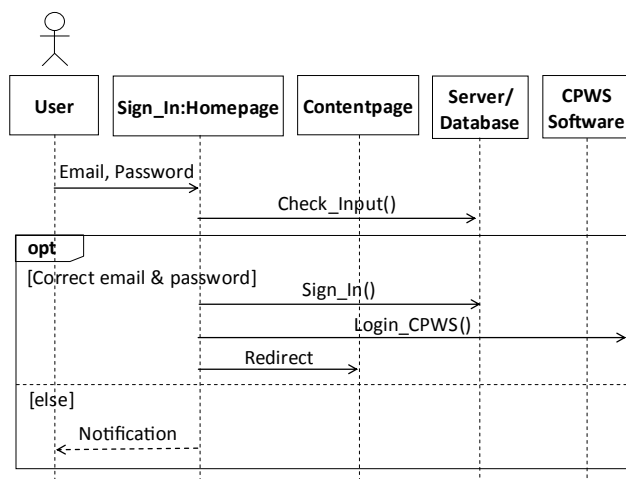 User
Sign_In:Homepage
Contentpage
Server/
Database
CPWS
Software
Email, Password
Check_Input()
opt
[Correct email & password]
Sign_In()
Login_CPWS()
Redirect
[else]
Notification